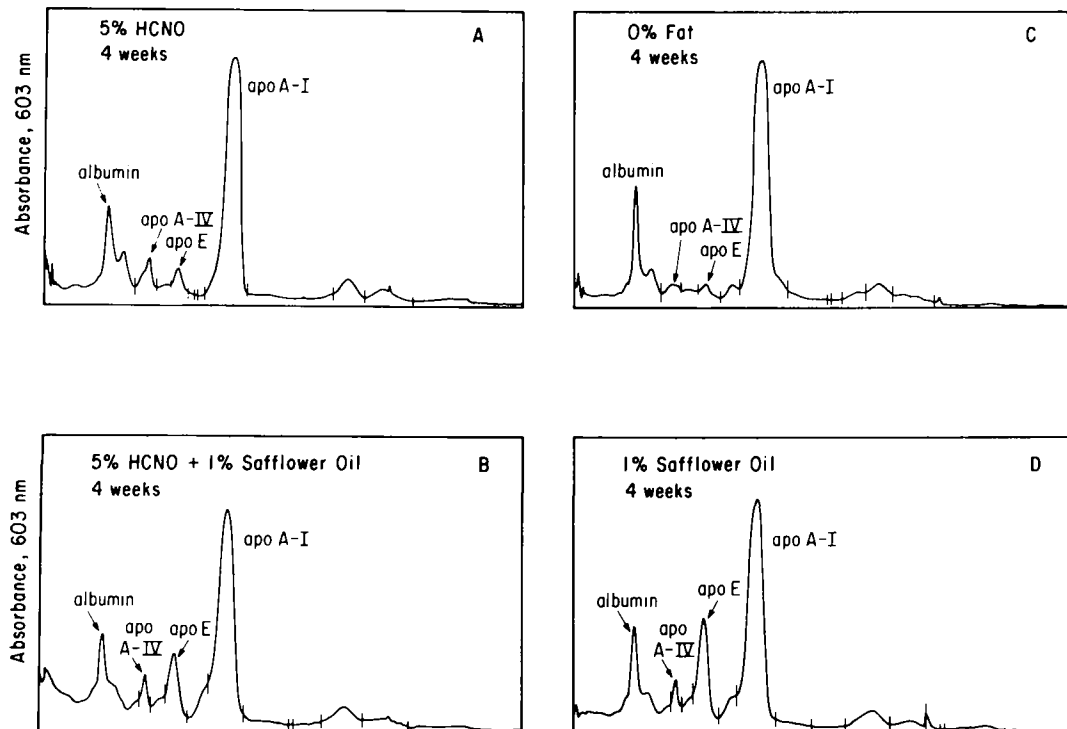 5% HCNO
4 weeks
A
apo A-I
albumin
apo A-IV
apo E
Absorbance, 603 nm
0% Fat
4 weeks
C
apo A-I
albumin
apo A-IV
apo E
5% HCNO + 1% Safflower Oil
4 weeks
B
apo A-I
albumin
apo
A-IV
apo E
Absorbance, 603 nm
1% Safflower Oil
4 weeks
D
apo A-I
apo E
albumin
apo
A-IV